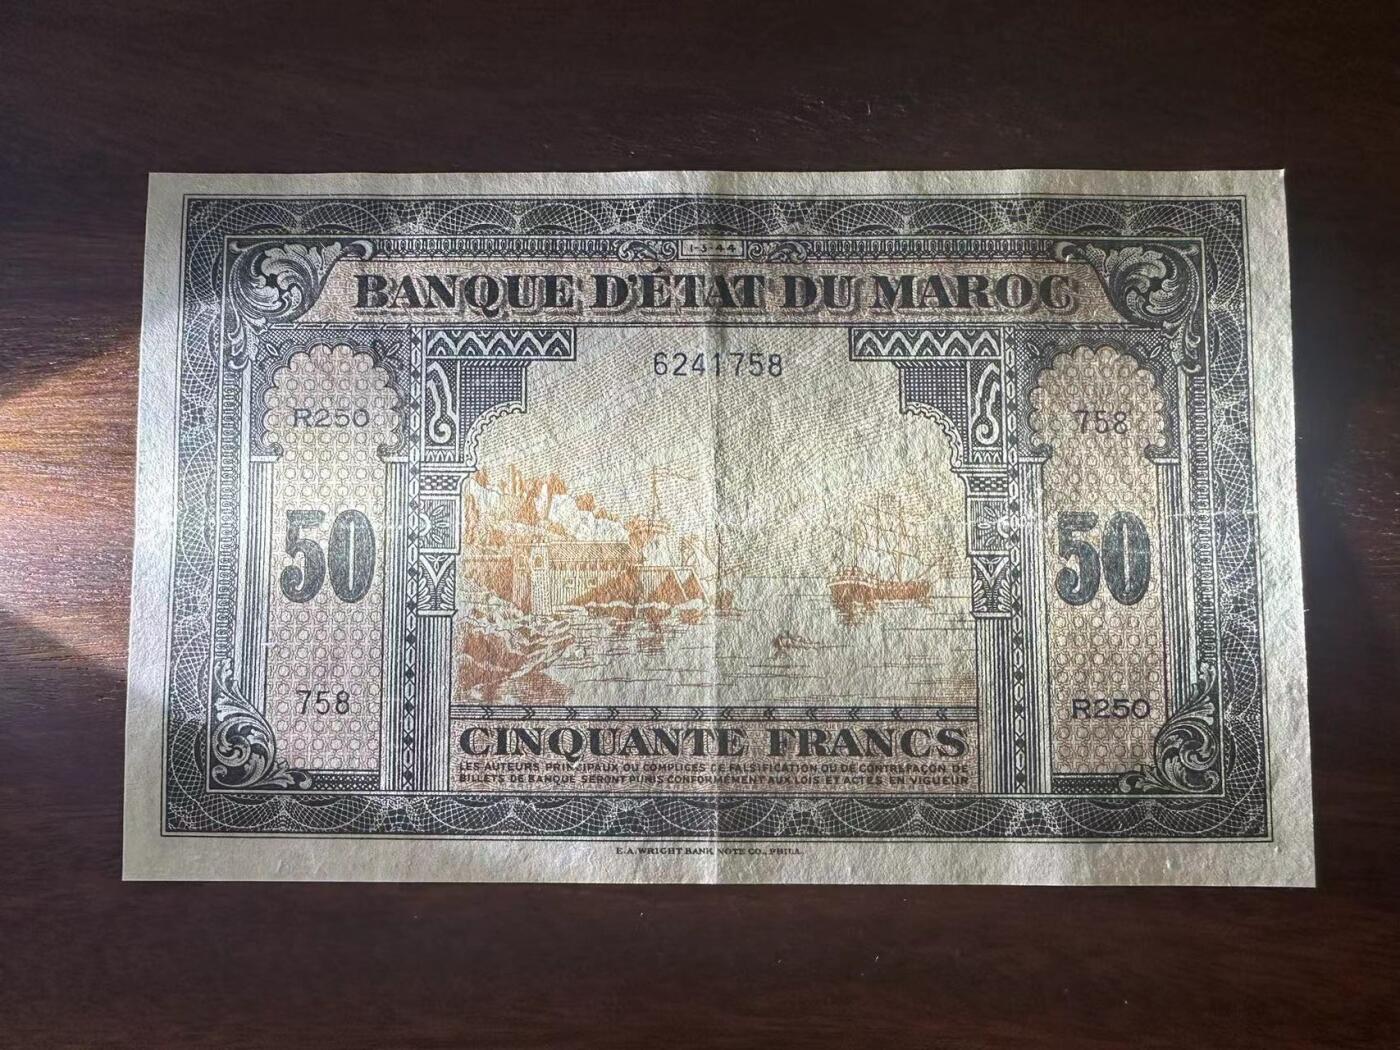 1-3-44
BANQUE D'ÉTAT DU MAROC
6241758
R250
758
50
50
758
R250
CINQUANTE FRANCS
LES AUTEURS PRINCIPAUX OU COMPLICES DE FALSIFICATION OU DE CONTREFAÇON DE
BILLETS DE BANQUE SERONT PUNIS CONFORMÉMENT AUX LOIS ET ACTES EN VIGUEUR
E.A. WRIGHT BANK NOTE CO., PHILA.